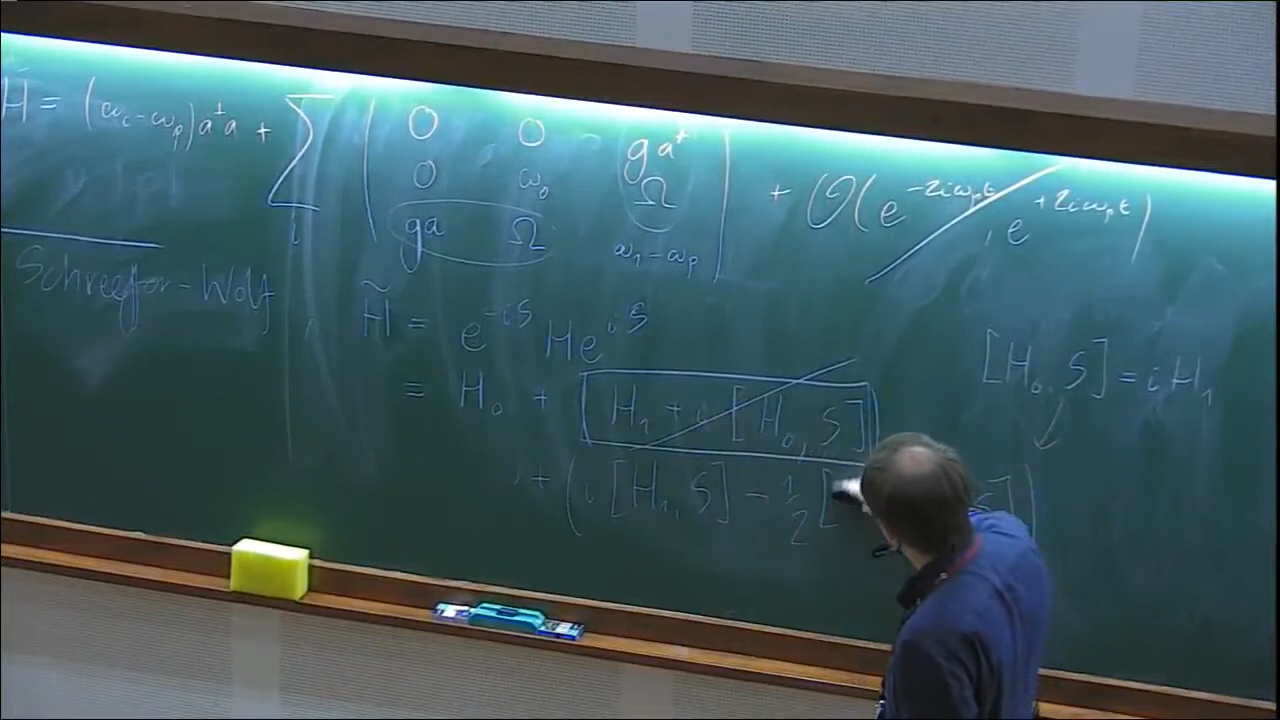 H̃ = (ω_c - ω_p) a†a + Σ_i | 0 0 ga⁺ | + O(e^{-2iω_p t}, e^{+2iω_p t})
| 0 ω_0 Ω |
| ga Ω ω_1 - ω_p |
Schreefer-Wolf,
H̃ = e^{-iS} H e^{iS}
≡ H_0 + H_1 + i [H_0, S]
[H_0, S] = i H_1
+ ( i [H_1, S] - 1/2 [ S] )